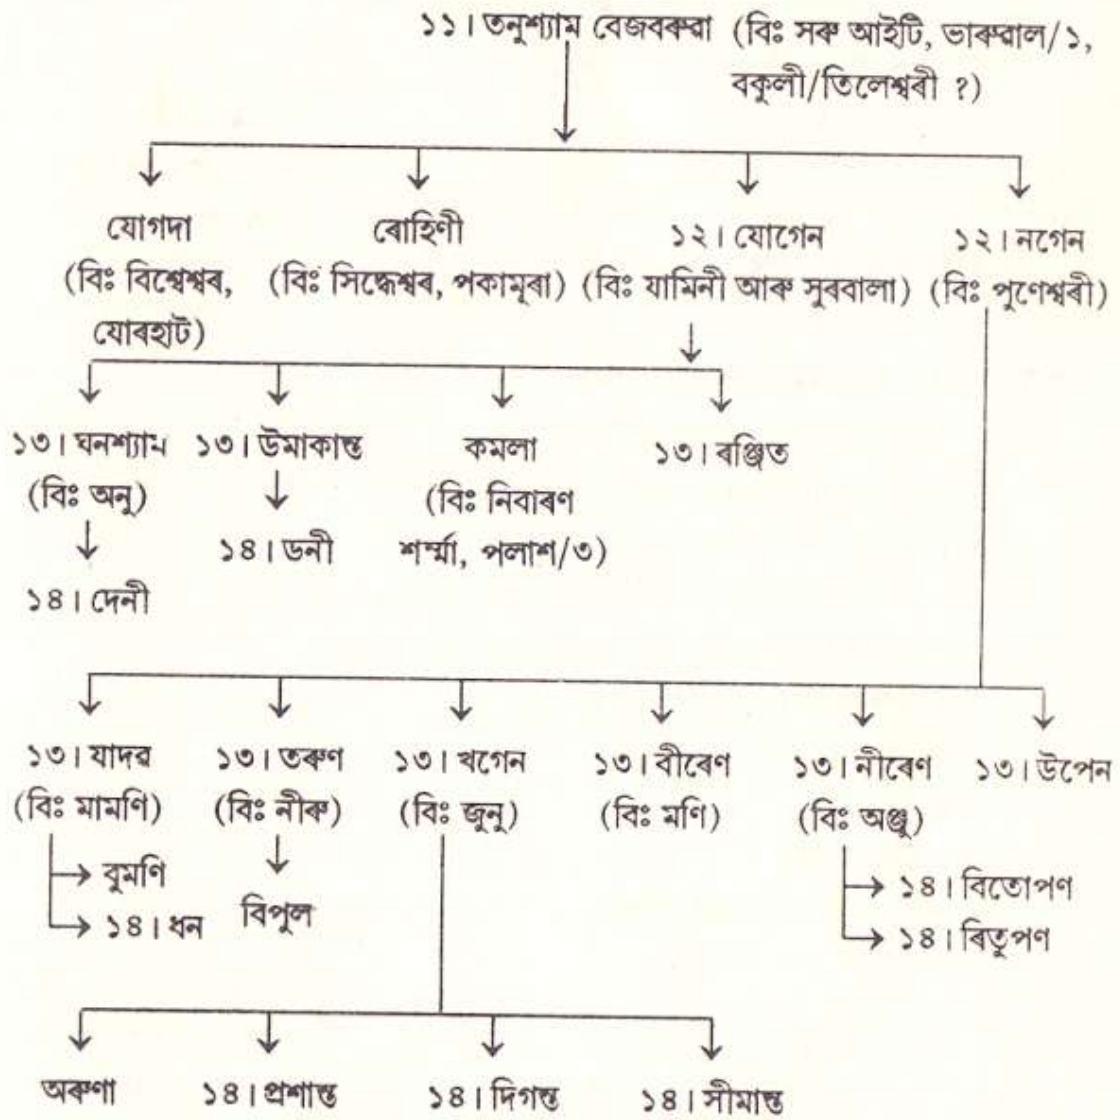 ১১। তনুশ্যাম বেজবৰুৱা (বিঃ সৰু আইটি, ভাৰুৱাল/১,
বকুলী/তিলেশ্বৰী ?)
যোগদা ৰোহিণী ১২। যোগেন ১২। নগেন
(বিঃ বিশ্বেশ্বৰ, (বিঃ সিদ্ধেশ্বৰ, পকামূৰা) (বিঃ যামিনী আৰু সুৰবালা) (বিঃ পুণেশ্বৰী)
যোৰহাট)
১৩। ঘনশ্যাম ১৩। উমাকান্ত কমলা ১৩। ৰঞ্জিত
(বিঃ অনু) (বিঃ নিবাৰণ
১৪। ডনী শৰ্ম্মা, পলাশ/৩)
১৪। দেনী
১৩। যাদৱ ১৩। তৰুণ ১৩। খগেন ১৩। বীৰেণ ১৩। নীৰেণ ১৩। উপেন
(বিঃ মামণি) (বিঃ নীৰু) (বিঃ জুনু) (বিঃ মণি) (বিঃ অঞ্জু)
বুমণি ১৪। বিতোপণ
১৪। ধন বিপুল ১৪। ৰিতুপণ
অৰুণা ১৪। প্ৰশান্ত ১৪। দিগন্ত ১৪। সীমান্ত